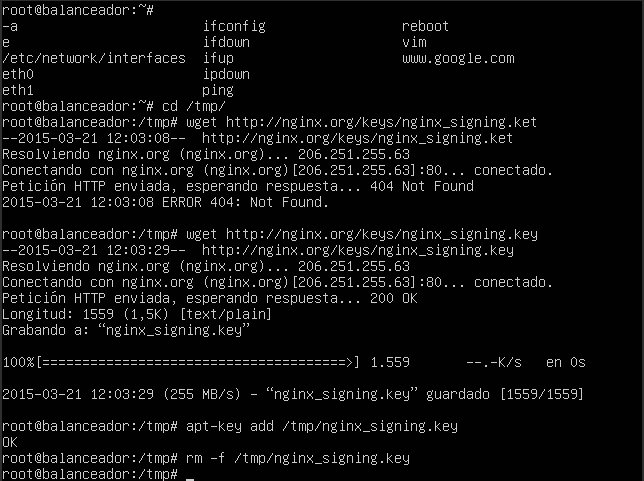 root@balanceador:~#
-a ifconfig reboot
e ifdown vim
/etc/network/interfaces ifup www.google.com
eth0 ipdown
eth1 ping
root@balanceador:~# cd /tmp/
root@balanceador:/tmp# wget http://nginx.org/keys/nginx_signing.ket
--2015-03-21 12:03:08-- http://nginx.org/keys/nginx_signing.ket
Resolviendo nginx.org (nginx.org)... 206.251.255.63
Conectando con nginx.org (nginx.org)[206.251.255.63]:80... conectado.
Petición HTTP enviada, esperando respuesta... 404 Not Found
2015-03-21 12:03:08 ERROR 404: Not Found.
root@balanceador:/tmp# wget http://nginx.org/keys/nginx_signing.key
--2015-03-21 12:03:29-- http://nginx.org/keys/nginx_signing.key
Resolviendo nginx.org (nginx.org)... 206.251.255.63
Conectando con nginx.org (nginx.org)[206.251.255.63]:80... conectado.
Petición HTTP enviada, esperando respuesta... 200 OK
Longitud: 1559 (1,5K) [text/plain]
Grabando a: “nginx_signing.key”
100%[======================================>] 1.559 --.-K/s en 0s
2015-03-21 12:03:29 (255 MB/s) - “nginx_signing.key” guardado [1559/1559]
root@balanceador:/tmp# apt-key add /tmp/nginx_signing.key
OK
root@balanceador:/tmp# rm -f /tmp/nginx_signing.key
root@balanceador:/tmp#